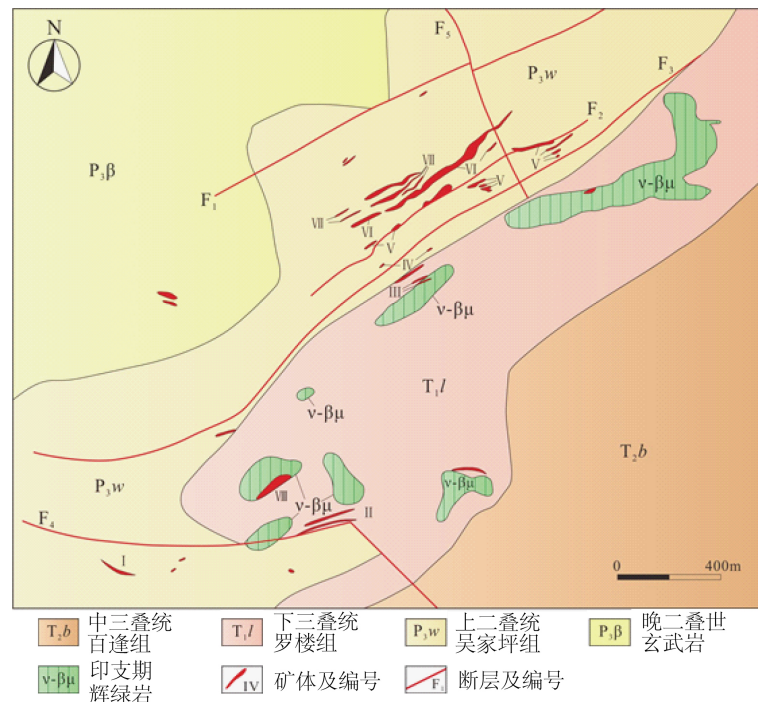 N
F₅
P₃w
F₃
F₂
P₃β
F₁
Ⅶ
Ⅵ
Ⅴ
Ⅴ
Ⅶ
Ⅵ
Ⅴ
Ⅳ
Ⅲ
ν-βμ
ν-βμ
T₁l
ν-βμ
T₂b
P₃w
Ⅷ
ν-βμ
ν-βμ
F₄
Ⅱ
Ⅰ
0 400m
T₂b 中三叠统
百逢组
T₁l 下三叠统
罗楼组
P₃w 上二叠统
吴家坪组
P₃β 晚二叠世
玄武岩
ν-βμ 印支期
辉绿岩
Ⅳ 矿体及编号
F₁ 断层及编号